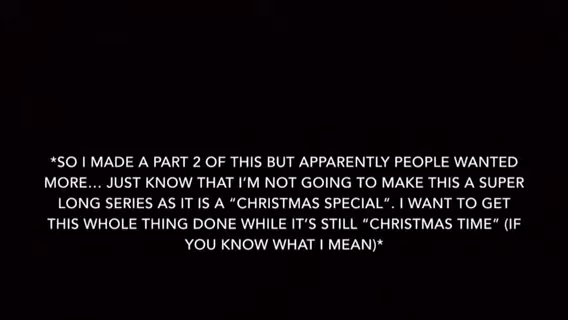 *SO I MADE A PART 2 OF THIS BUT APPARENTLY PEOPLE WANTED
MORE... JUST KNOW THAT I’M NOT GOING TO MAKE THIS A SUPER
LONG SERIES AS IT IS A “CHRISTMAS SPECIAL”. I WANT TO GET
THIS WHOLE THING DONE WHILE IT’S STILL “CHRISTMAS TIME” (IF
YOU KNOW WHAT I MEAN)*